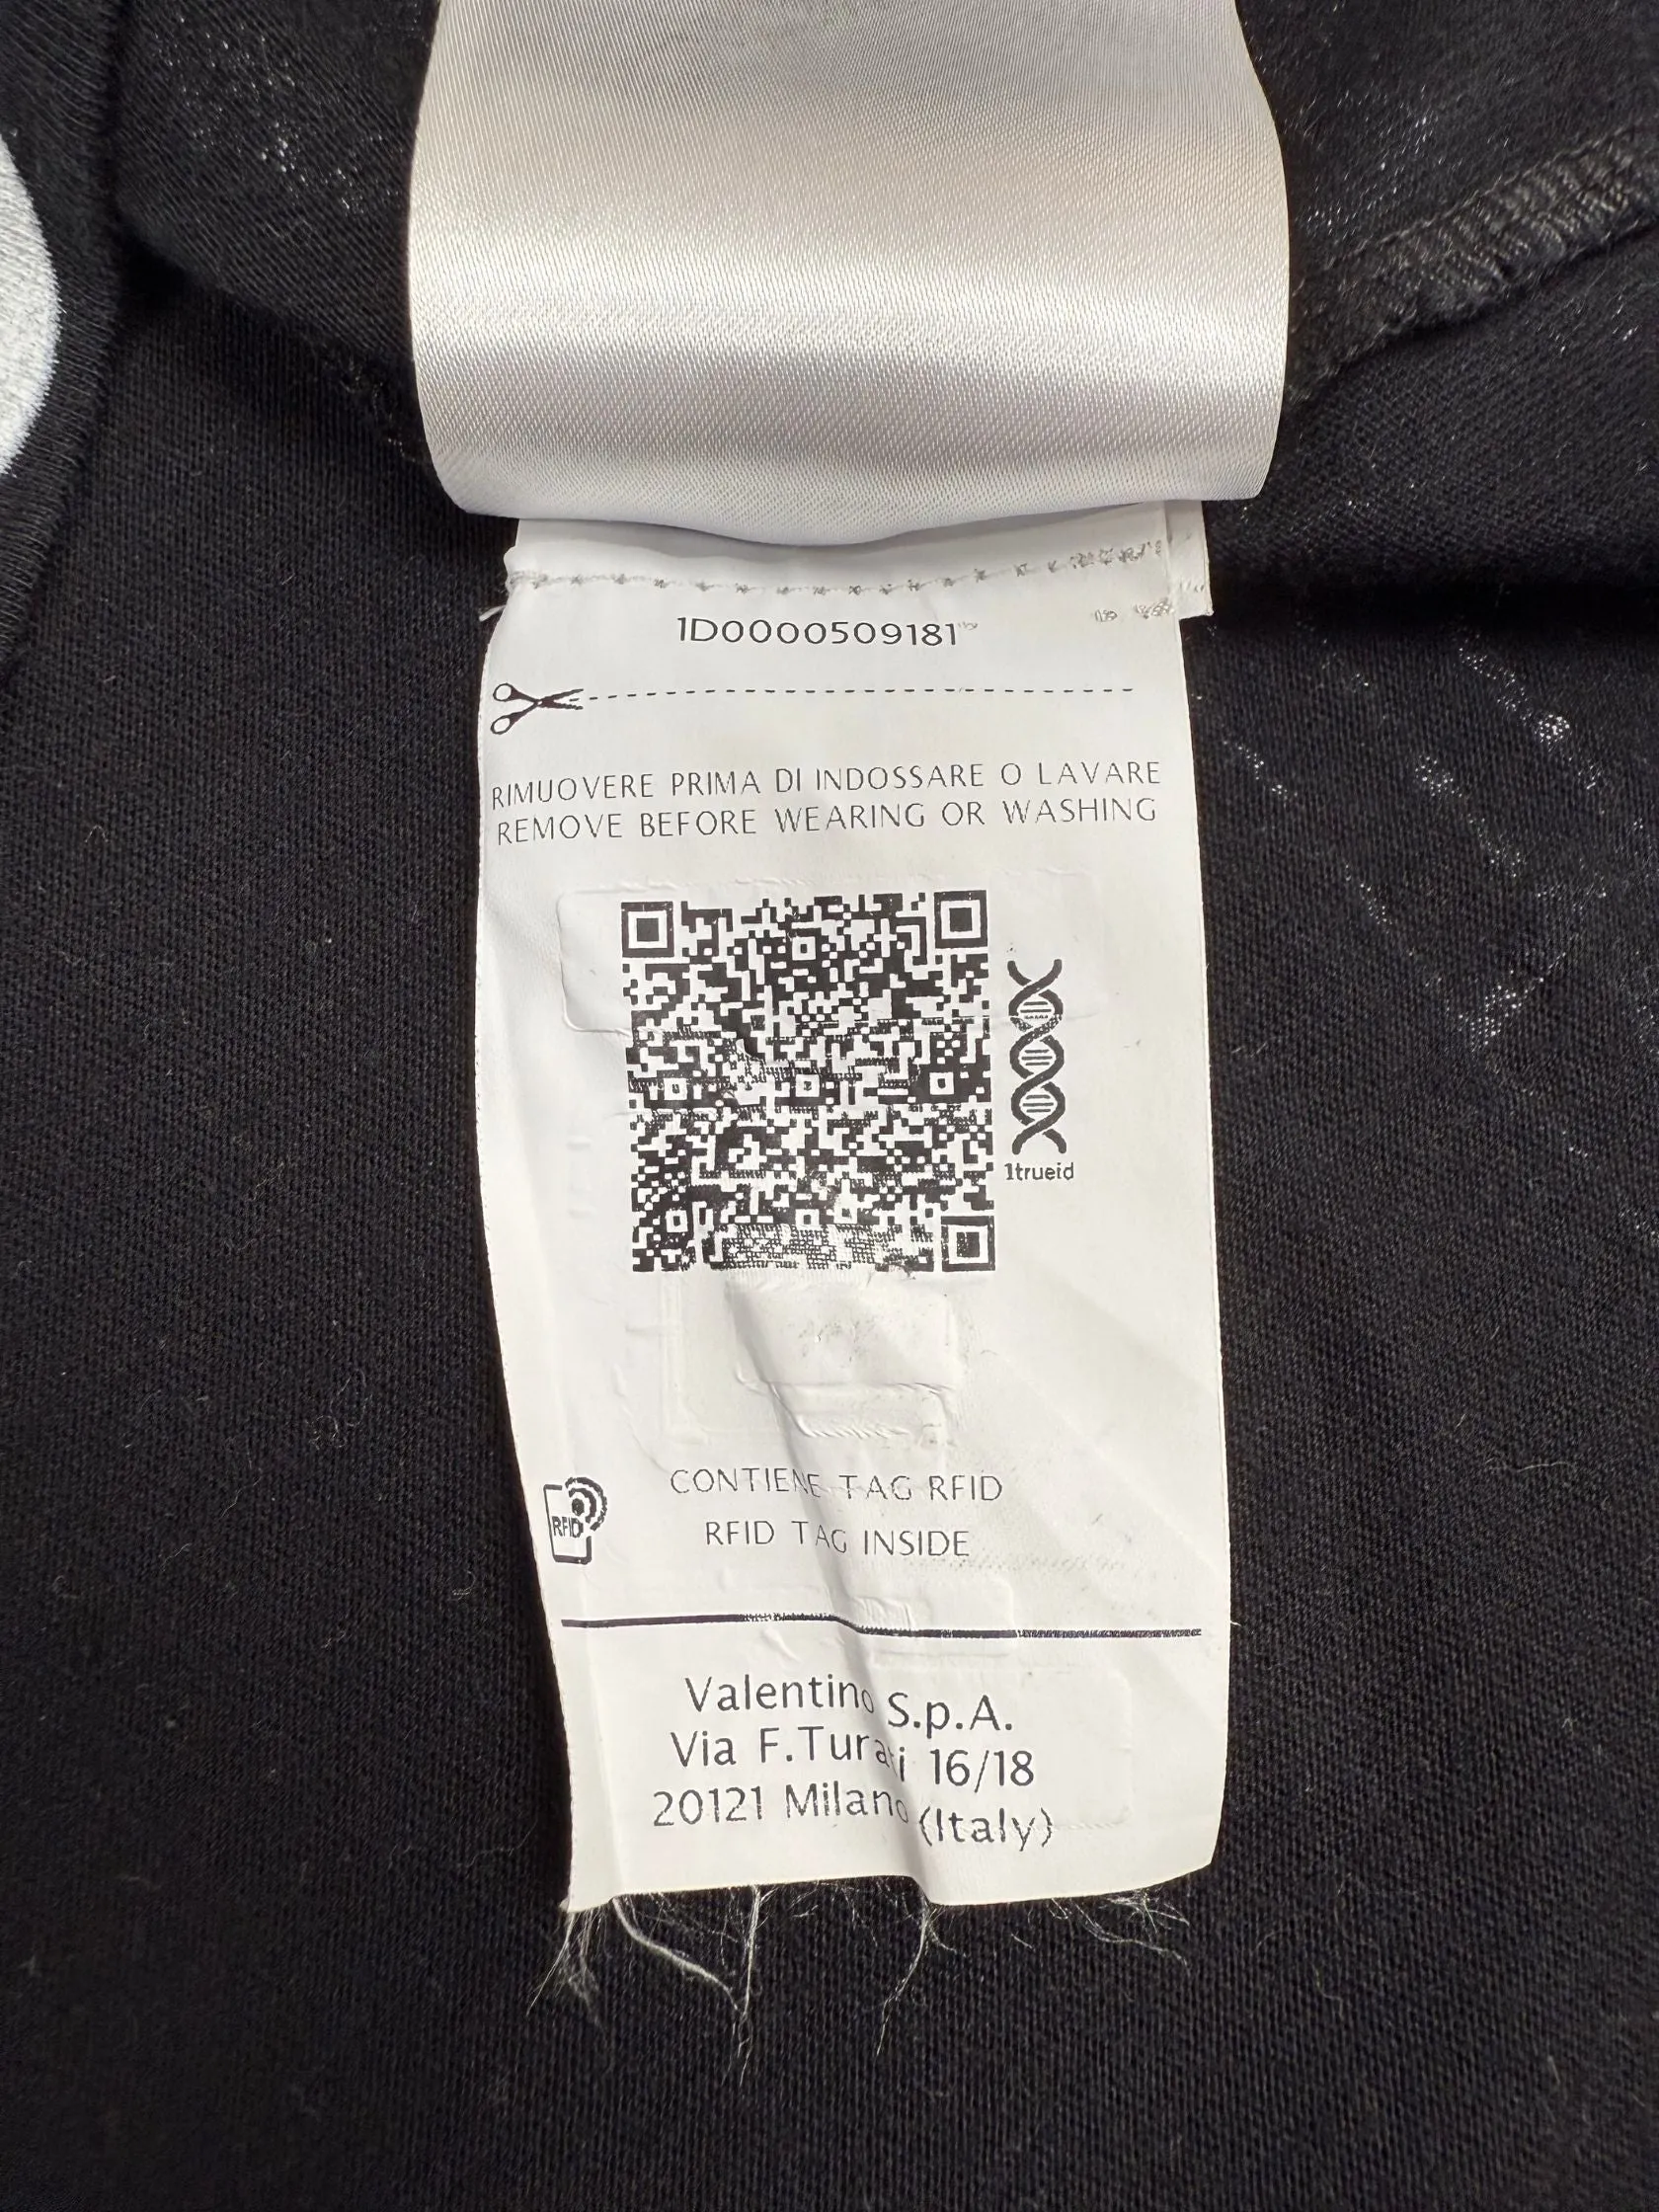 1D0000509181
RIMUOVERE PRIMA DI INDOSSARE O LAVARE
REMOVE BEFORE WEARING OR WASHING
1trueid
CONTIENE TAG RFID
RFID
RFID TAG INSIDE
Valentino S.p.A.
Via F.Turati 16/18
20121 Milano (Italy)